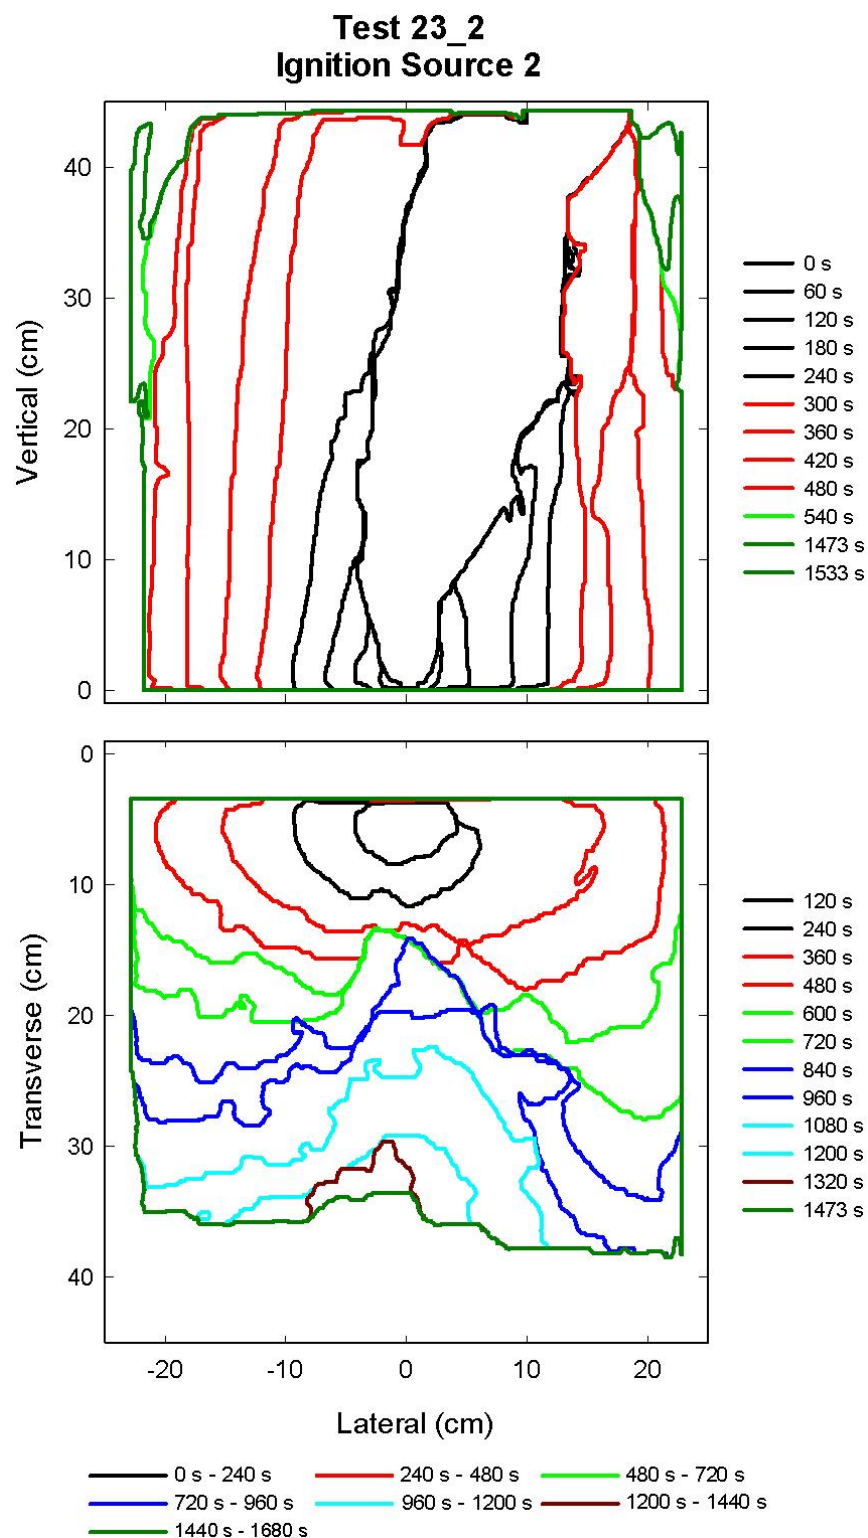 Test 23_2
Ignition Source 2
40
30
20
10
0
Vertical (cm)
0 s
60 s
120 s
180 s
240 s
300 s
360 s
420 s
480 s
540 s
1473 s
1533 s
0
10
20
30
40
Transverse (cm)
120 s
240 s
360 s
480 s
600 s
720 s
840 s
960 s
1080 s
1200 s
1320 s
1473 s
-20 -10 0 10 20
Lateral (cm)
0 s - 240 s 240 s - 480 s 480 s - 720 s
720 s - 960 s 960 s - 1200 s 1200 s - 1440 s
1440 s - 1680 s